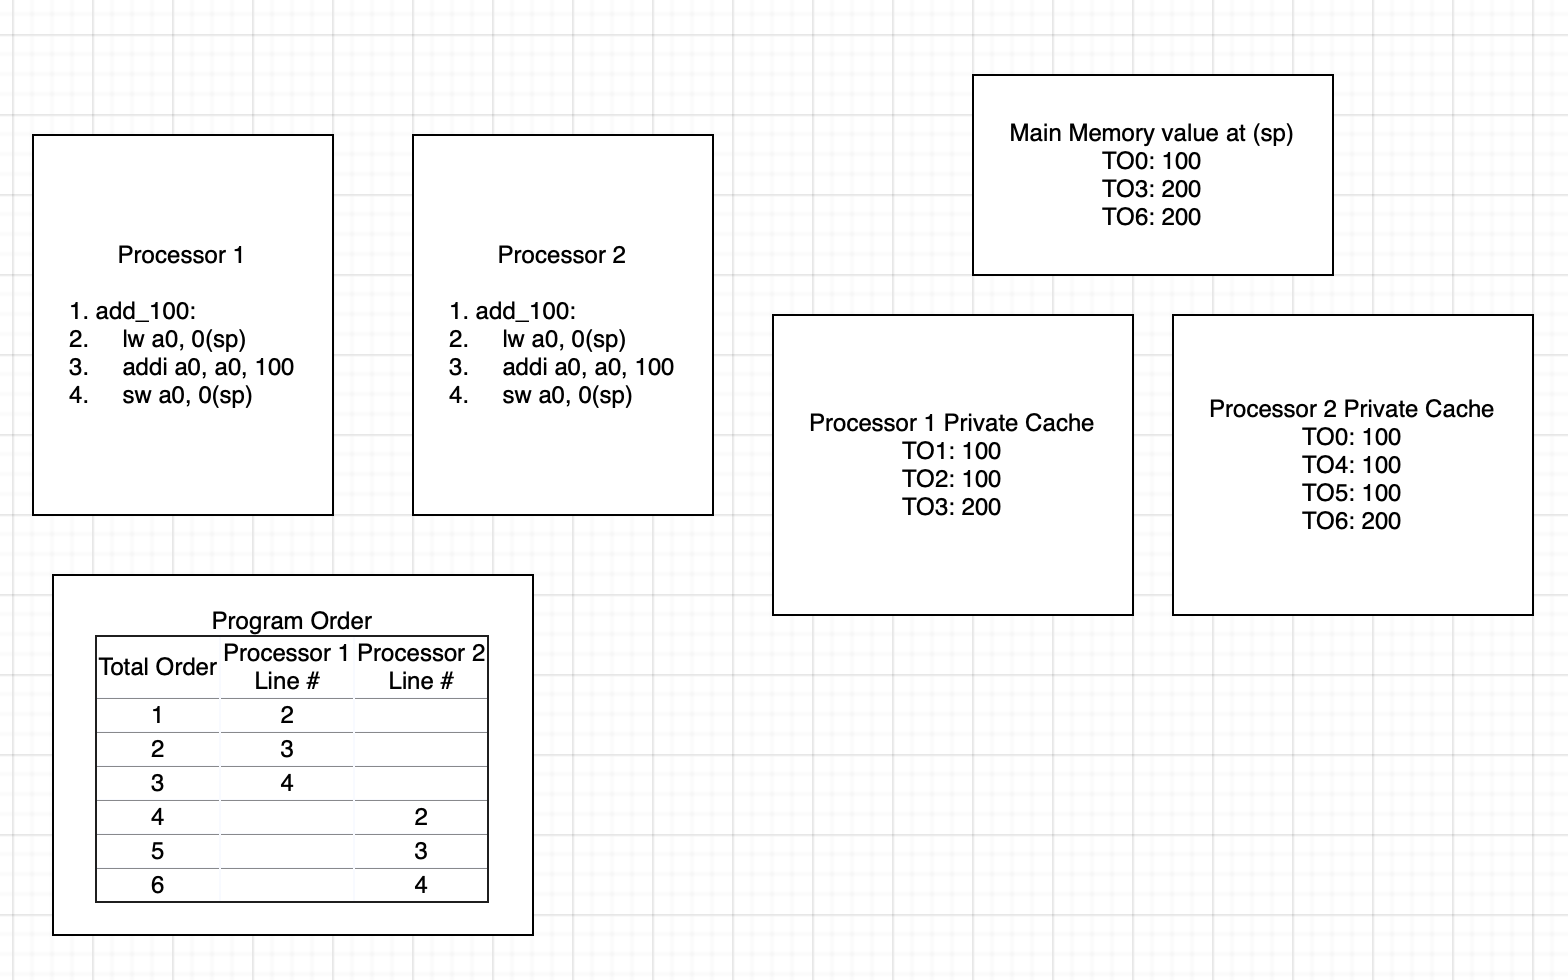 Processor 1
1. add_100:
2. lw a0, 0(sp)
3. addi a0, a0, 100
4. sw a0, 0(sp)
Processor 2
1. add_100:
2. lw a0, 0(sp)
3. addi a0, a0, 100
4. sw a0, 0(sp)
Main Memory value at (sp)
TO0: 100
TO3: 200
TO6: 200
Processor 1 Private Cache
TO1: 100
TO2: 100
TO3: 200
Processor 2 Private Cache
TO0: 100
TO4: 100
TO5: 100
TO6: 200
Program Order
Total Order Processor 1 Line # Processor 2 Line #
1 2
2 3
3 4
4 2
5 3
6 4